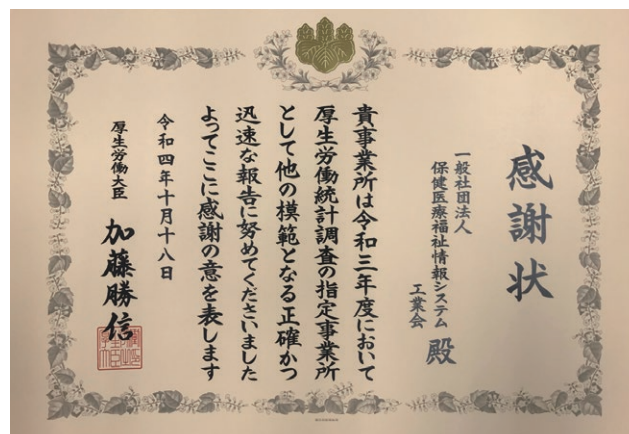 感謝状
一般社団法人
保健医療福祉情報システム
工業会 殿
貴事業所は令和三年度において
厚生労働統計調査の指定事業所
として他の模範となる正確かつ
迅速な報告に努めてくださいました
よってここに感謝の意を表します
令和四年十月十八日
厚生労働大臣 加藤勝信